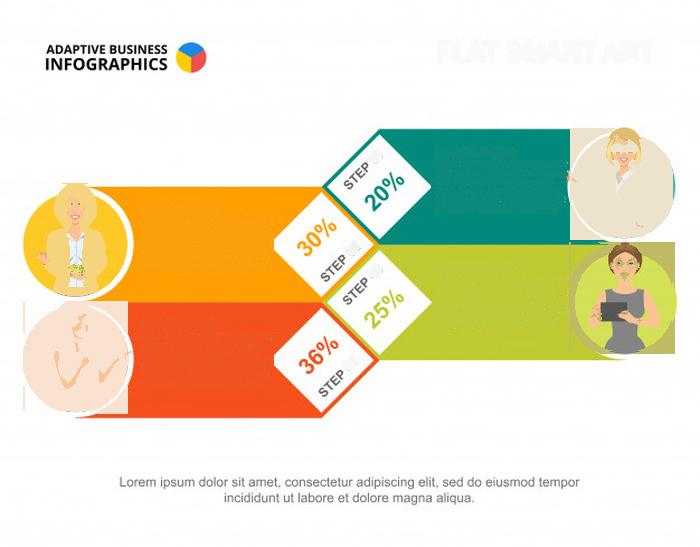 ADAPTIVE BUSINESS
INFOGRAPHICS
FLAT SMART ART
STEP
20%
30%
STEP
STEP
25%
36%
STEP
Lorem ipsum dolor sit amet, consectetur adipiscing elit, sed do eiusmod tempor
incididunt ut labore et dolore magna aliqua.